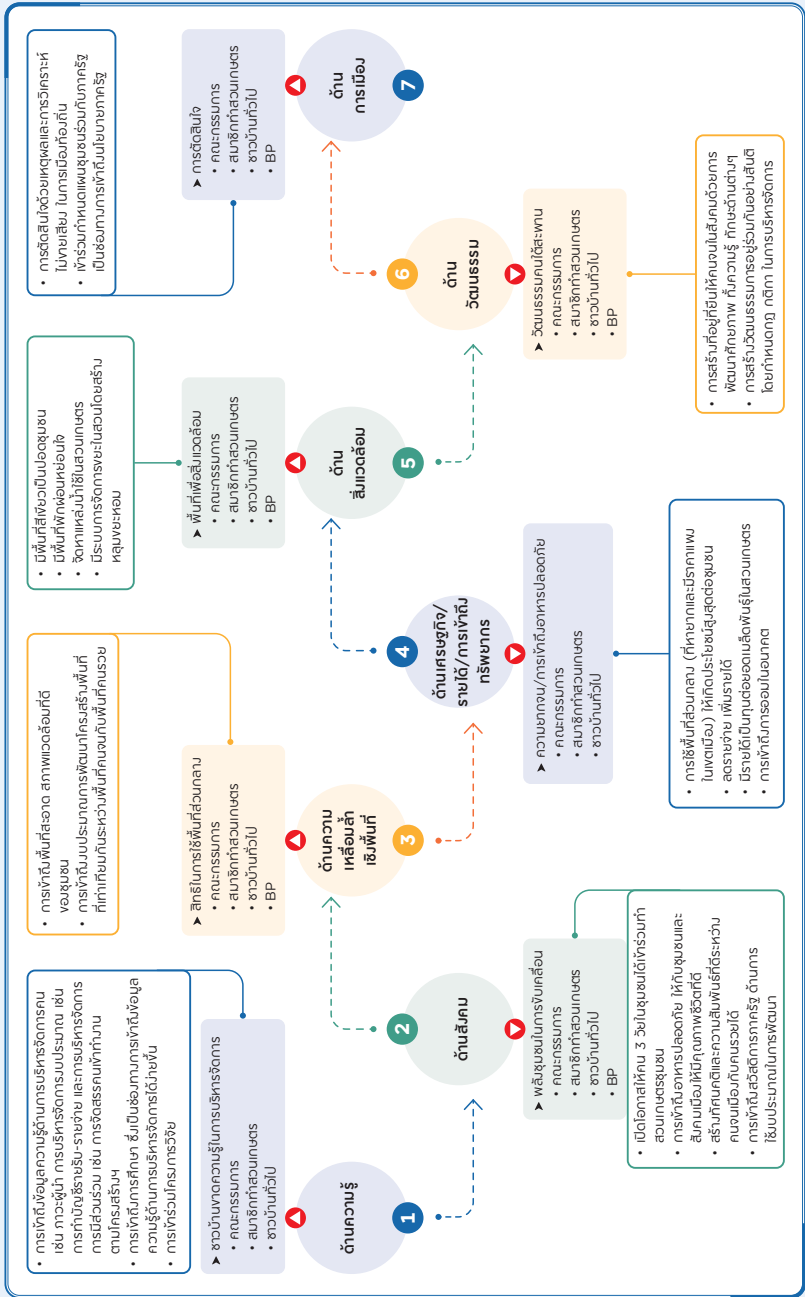 • การเข้าถึงข้อมูลความรู้ด้านการบริหารจัดการคน
เช่น ภาวะผู้นำ การบริหารจัดการงบประมาณ เช่น
การทำบัญชีรายรับ-รายจ่าย และการบริหารจัดการ
การมีส่วนร่วม เช่น การจัดสรรคนเข้าทำงาน
ตามโครงสร้างฯ
• การเข้าถึงการศึกษา ซึ่งเป็นช่องทางการเข้าถึงข้อมูล
ความรู้ด้านการบริหารจัดการได้ง่ายขึ้น
• การเข้าร่วมโครงการวิจัย
➤ ชาวบ้านขาดความรู้ในการบริหารจัดการ
• คณะกรรมการ
• สมาชิกทำสวนเกษตร
• ชาวบ้านทั่วไป
ด้านความรู้
1
2
ด้านสังคม
➤ พลังชุมชนในการขับเคลื่อน
• คณะกรรมการ
• สมาชิกทำสวนเกษตร
• ชาวบ้านทั่วไป
• BP
• เปิดโอกาสให้คน 3 วัยในชุมชนได้เข้าร่วมทำ
สวนเกษตรชุมชน
• การเข้าถึงอาหารปลอดภัย ให้กับชุมชนและ
สังคมเมืองให้มีคุณภาพชีวิตที่ดี
• สร้างทัศนคติและความสัมพันธ์ที่ดีระหว่าง
คนจนเมืองกับคนรวยได้
• การเข้าถึงสวัสดิการภาครัฐ ด้านการ
ใช้งบประมาณในการพัฒนา
• การเข้าถึงพื้นที่สะอาด สภาพแวดล้อมที่ดี
ของชุมชน
• การเข้าถึงงบประมาณการพัฒนาโครงสร้างพื้นที่
ที่เท่าเทียมกันระหว่างพื้นที่คนจนกับพื้นที่คนรวย
➤ สิทธิในการใช้พื้นที่ส่วนกลาง
• คณะกรรมการ
• สมาชิกทำสวนเกษตร
• ชาวบ้านทั่วไป
• BP
ด้านความ
เหลื่อมล้ำ
เชิงพื้นที่
3
4
ด้านเศรษฐกิจ/
รายได้/การเข้าถึง
ทรัพยากร
➤ ความยากจน/การเข้าถึงอาหารปลอดภัย
• คณะกรรมการ
• สมาชิกทำสวนเกษตร
• ชาวบ้านทั่วไป
• การใช้พื้นที่ส่วนกลาง (ที่หายากและมีราคาแพง
ในเขตเมือง) ให้เกิดประโยชน์สูงสุดต่อชุมชน
• ลดรายจ่าย เพิ่มรายได้
• มีรายได้เป็นทุนต่อยอดเมล็ดพันธุ์ในสวนเกษตร
• การเข้าถึงการออมในอนาคต
• มีพื้นที่สีเขียวเป็นปอดชุมชน
• มีพื้นที่พักผ่อนหย่อนใจ
• จัดหาแหล่งน้ำใช้ในสวนเกษตร
• มีระบบการจัดการขยะในสวนโดยสร้าง
หลุมขยะหอม
➤ พื้นที่เพื่อสิ่งแวดล้อม
• คณะกรรมการ
• สมาชิกทำสวนเกษตร
• ชาวบ้านทั่วไป
• BP
ด้าน
สิ่งแวดล้อม
5
6
ด้าน
วัฒนธรรม
➤ วัฒนธรรมคนใต้สะพาน
• คณะกรรมการ
• สมาชิกทำสวนเกษตร
• ชาวบ้านทั่วไป
• BP
• การสร้างที่อยู่ที่ยืนให้คนจนในสังคมด้วยการ
พัฒนาศักยภาพ ทั้งความรู้ ทักษะด้านต่างๆ
• การสร้างวัฒนธรรมการอยู่ร่วมกันอย่างสันติ
โดยกำหนดกฎ กติกา ในการบริหารจัดการ
• การตัดสินใจด้วยเหตุผลและการวิเคราะห์
ไม่ขายเสียง ในการเมืองท้องถิ่น
• เข้าร่วมกำหนดแผนชุมชนร่วมกับภาครัฐ
เป็นช่องทางการเข้าถึงนโยบายภาครัฐ
➤ การตัดสินใจ
• คณะกรรมการ
• สมาชิกทำสวนเกษตร
• ชาวบ้านทั่วไป
• BP
ด้าน
การเมือง
7